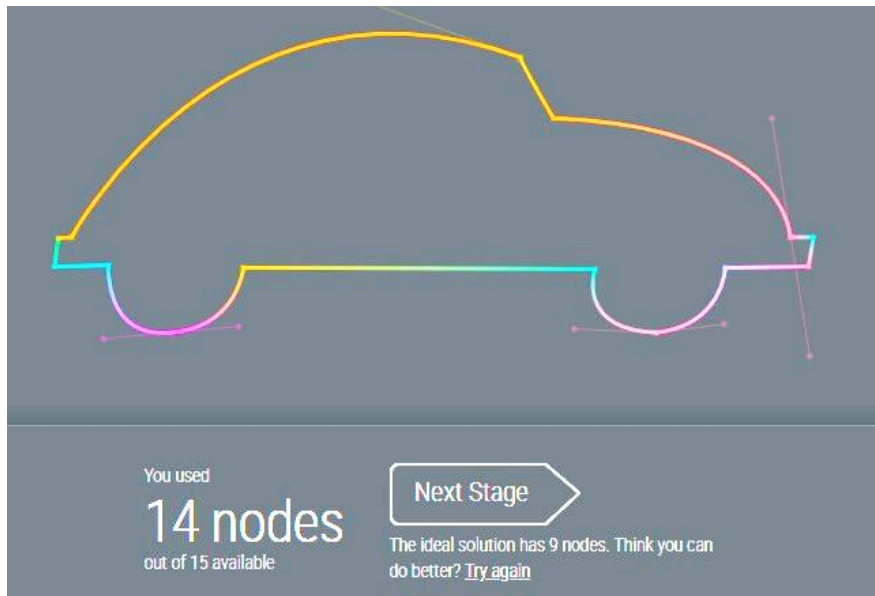 You used
14 nodes
out of 15 available
Next Stage
The ideal solution has 9 nodes. Think you can
do better? Try again